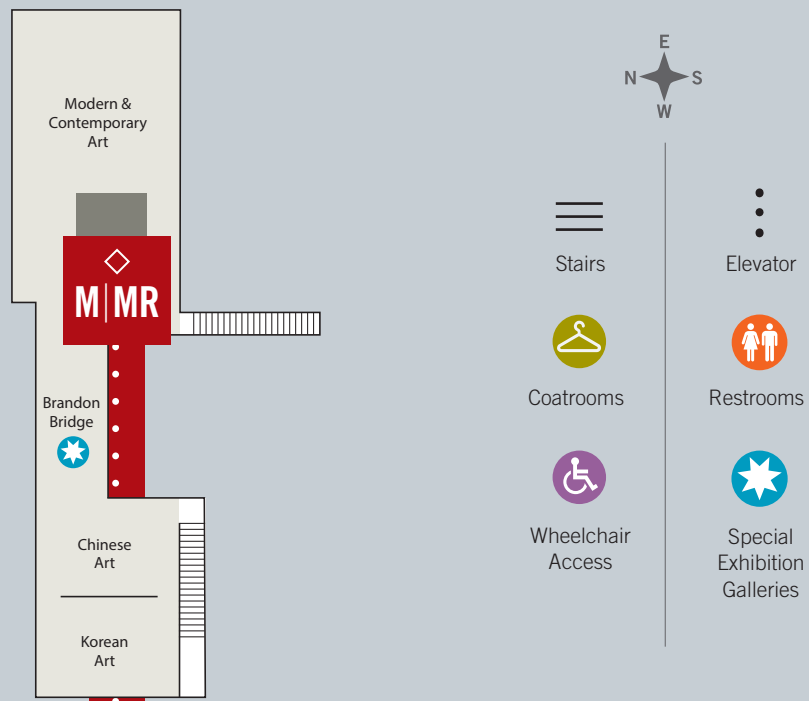 Modern &
Contemporary
Art
M|MR
Brandon
Bridge
Chinese
Art
Korean
Art
E
N S
W
Stairs
Elevator
Coatrooms
Restrooms
Wheelchair
Access
Special
Exhibition
Galleries